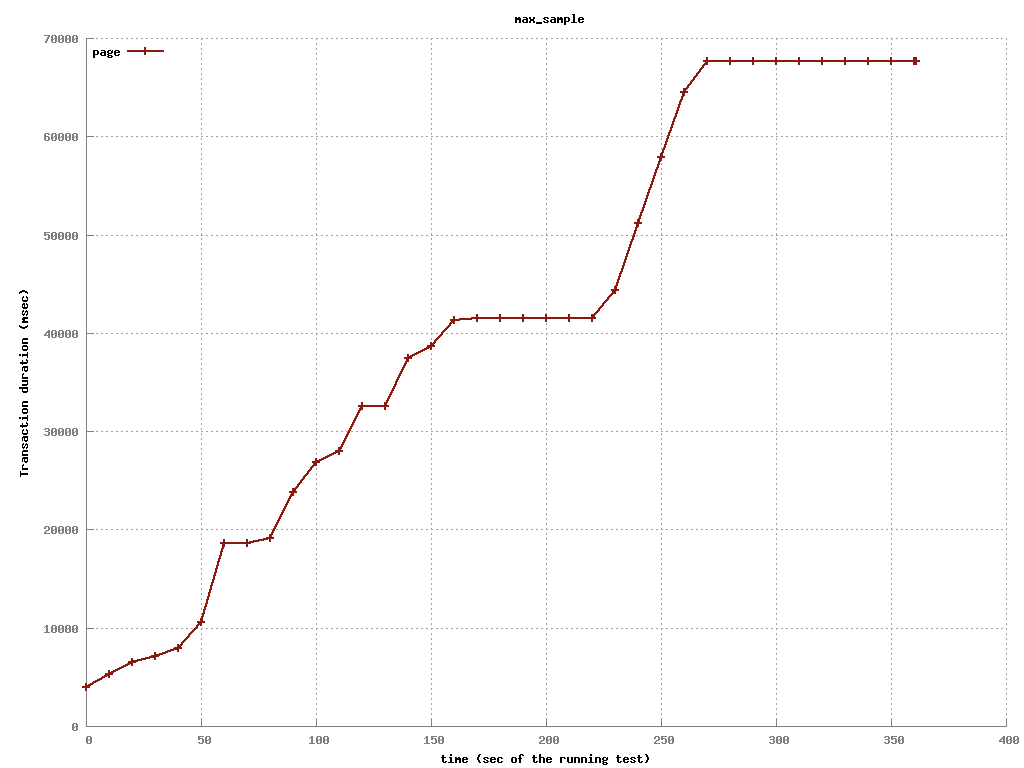 max_sample
page
Transaction duration (msec)
70000
60000
50000
40000
30000
20000
10000
0
0 50 100 150 200 250 300 350 400
time (sec of the running test)